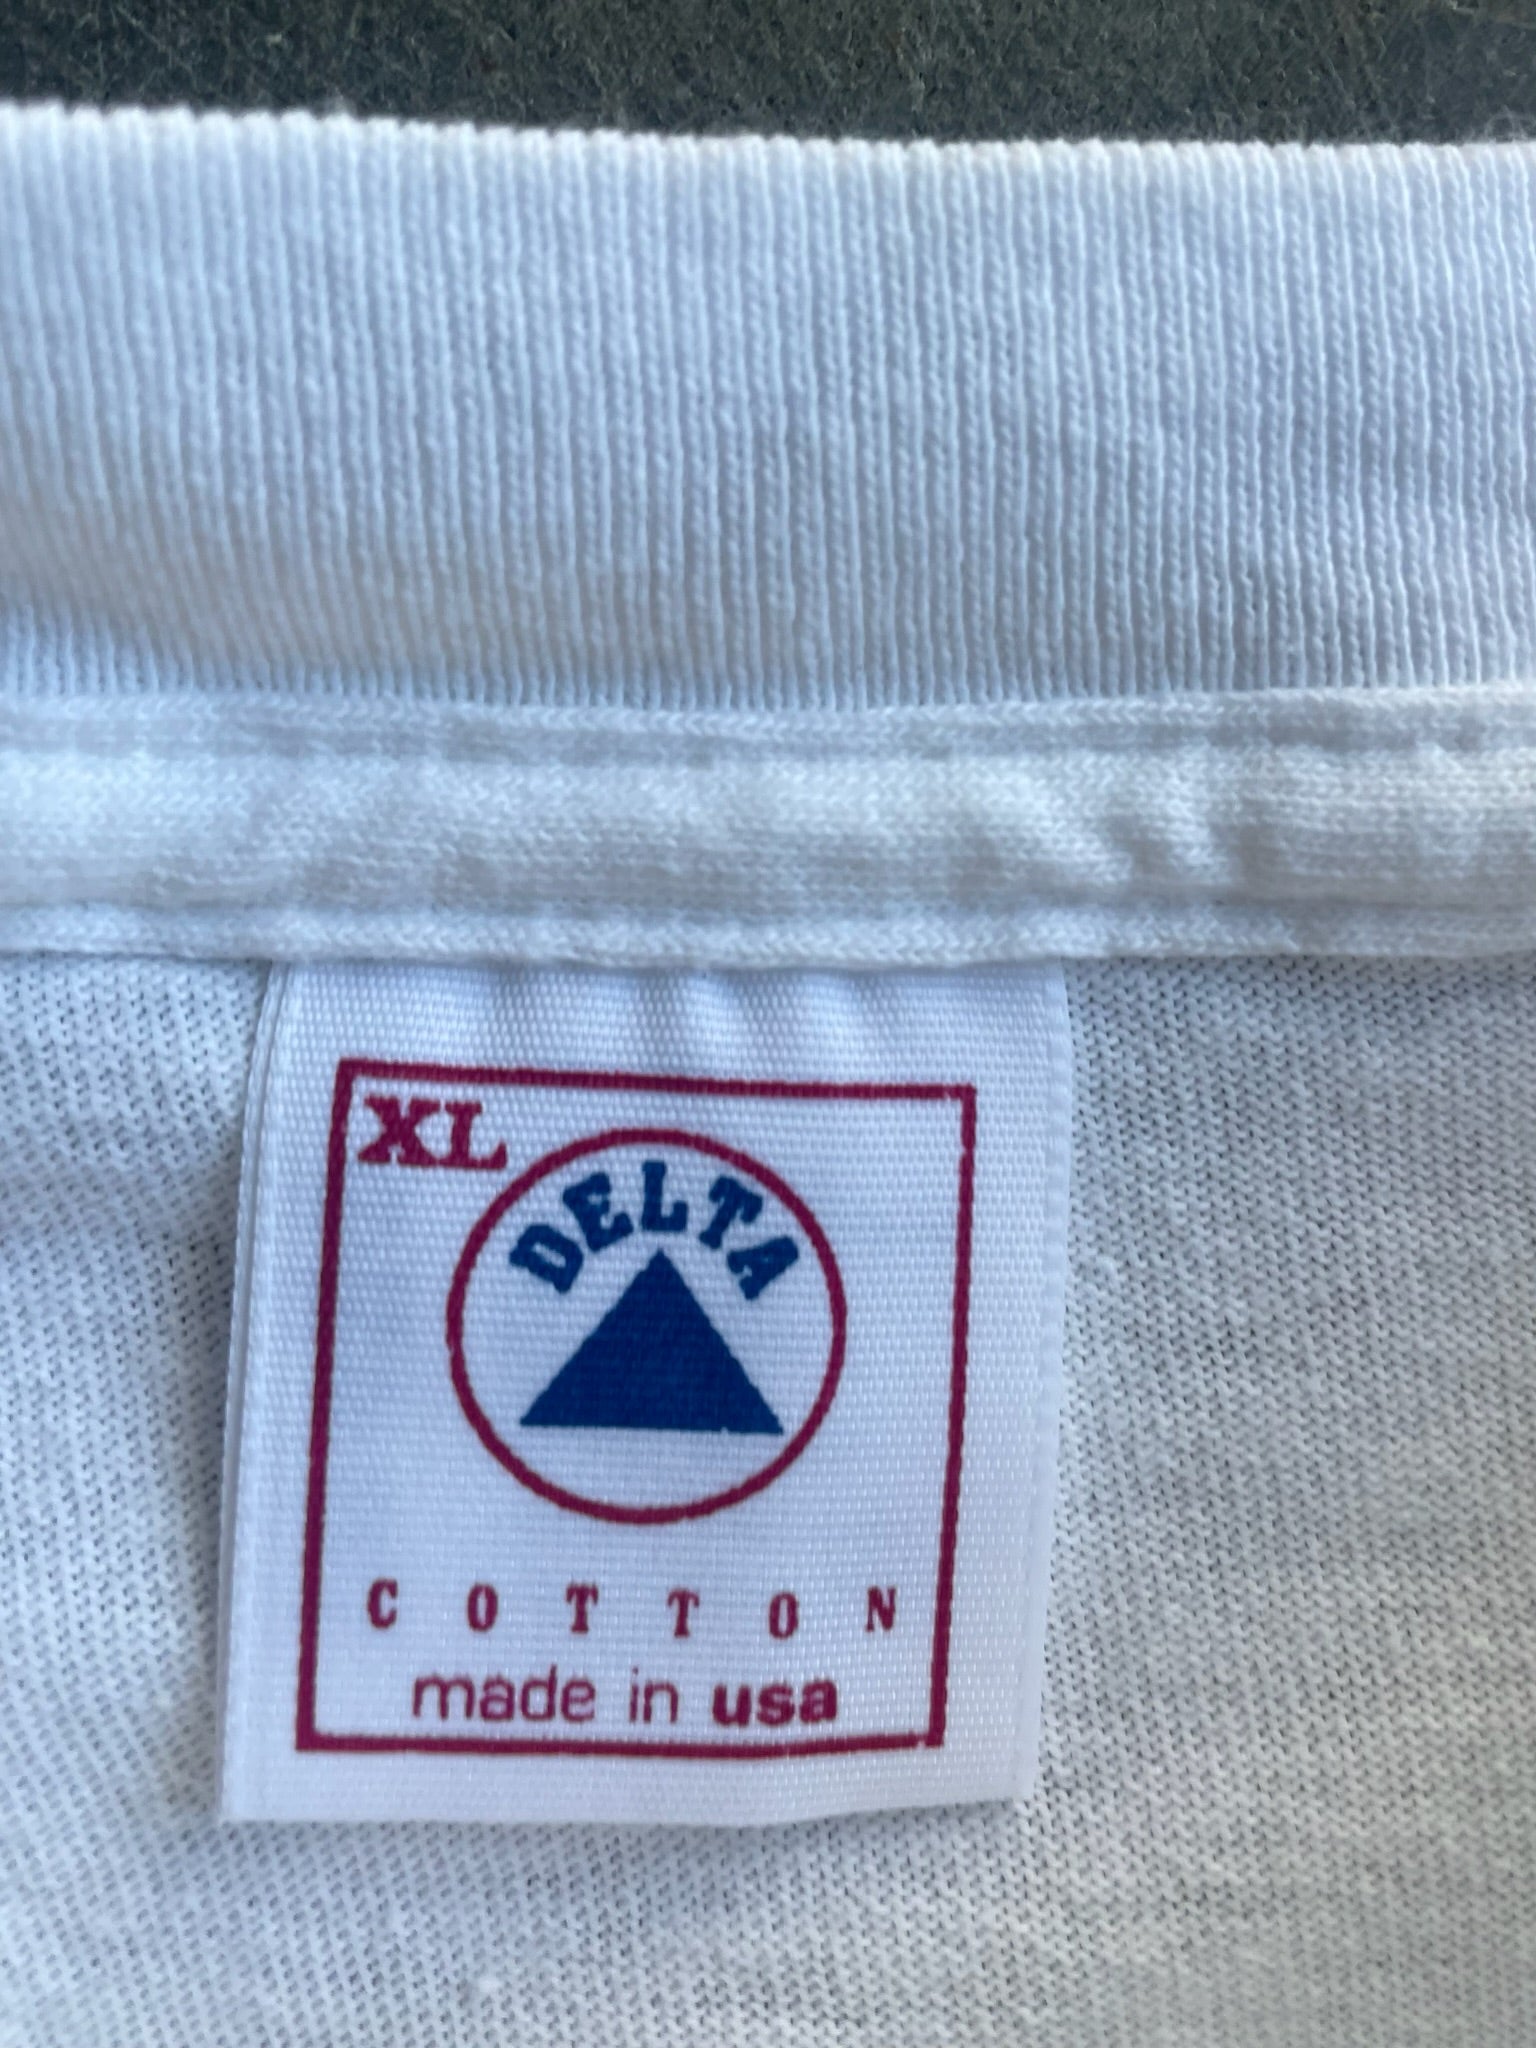 XL
DELTA
COTTON
made in usa